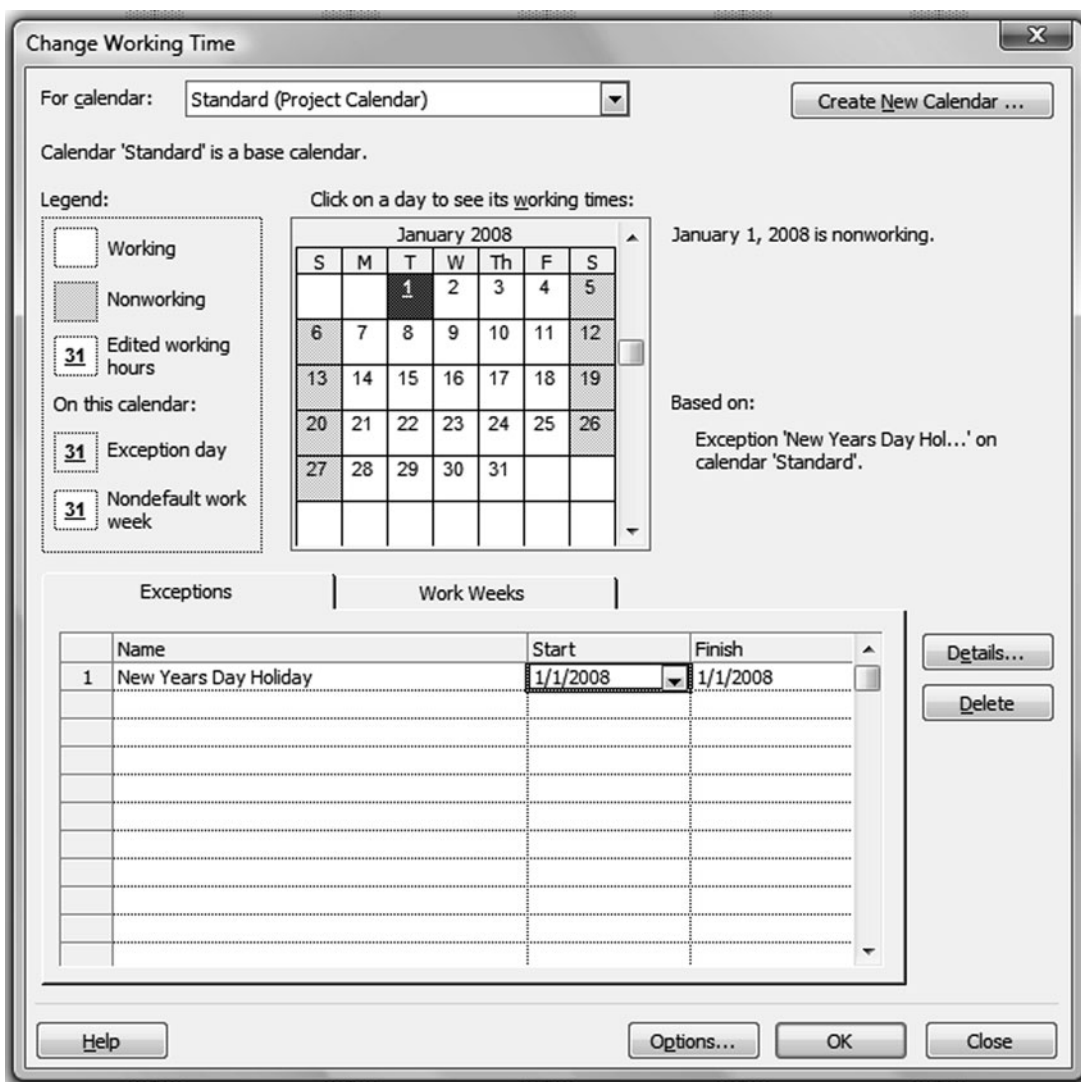 Change Working Time
X
For calendar: Standard (Project Calendar) Create New Calendar ...
Calendar 'Standard' is a base calendar.
Legend:
Working
Nonworking
31 Edited working
hours
On this calendar:
31 Exception day
31 Nondefault work
week
Click on a day to see its working times:
January 2008
S M T W Th F S
1 2 3 4 5
6 7 8 9 10 11 12
13 14 15 16 17 18 19
20 21 22 23 24 25 26
27 28 29 30 31
January 1, 2008 is nonworking.
Based on:
Exception 'New Years Day Hol...' on
calendar 'Standard'.
Exceptions Work Weeks
Name Start Finish
1 New Years Day Holiday 1/1/2008 1/1/2008
Details...
Delete
Help Options... OK Close